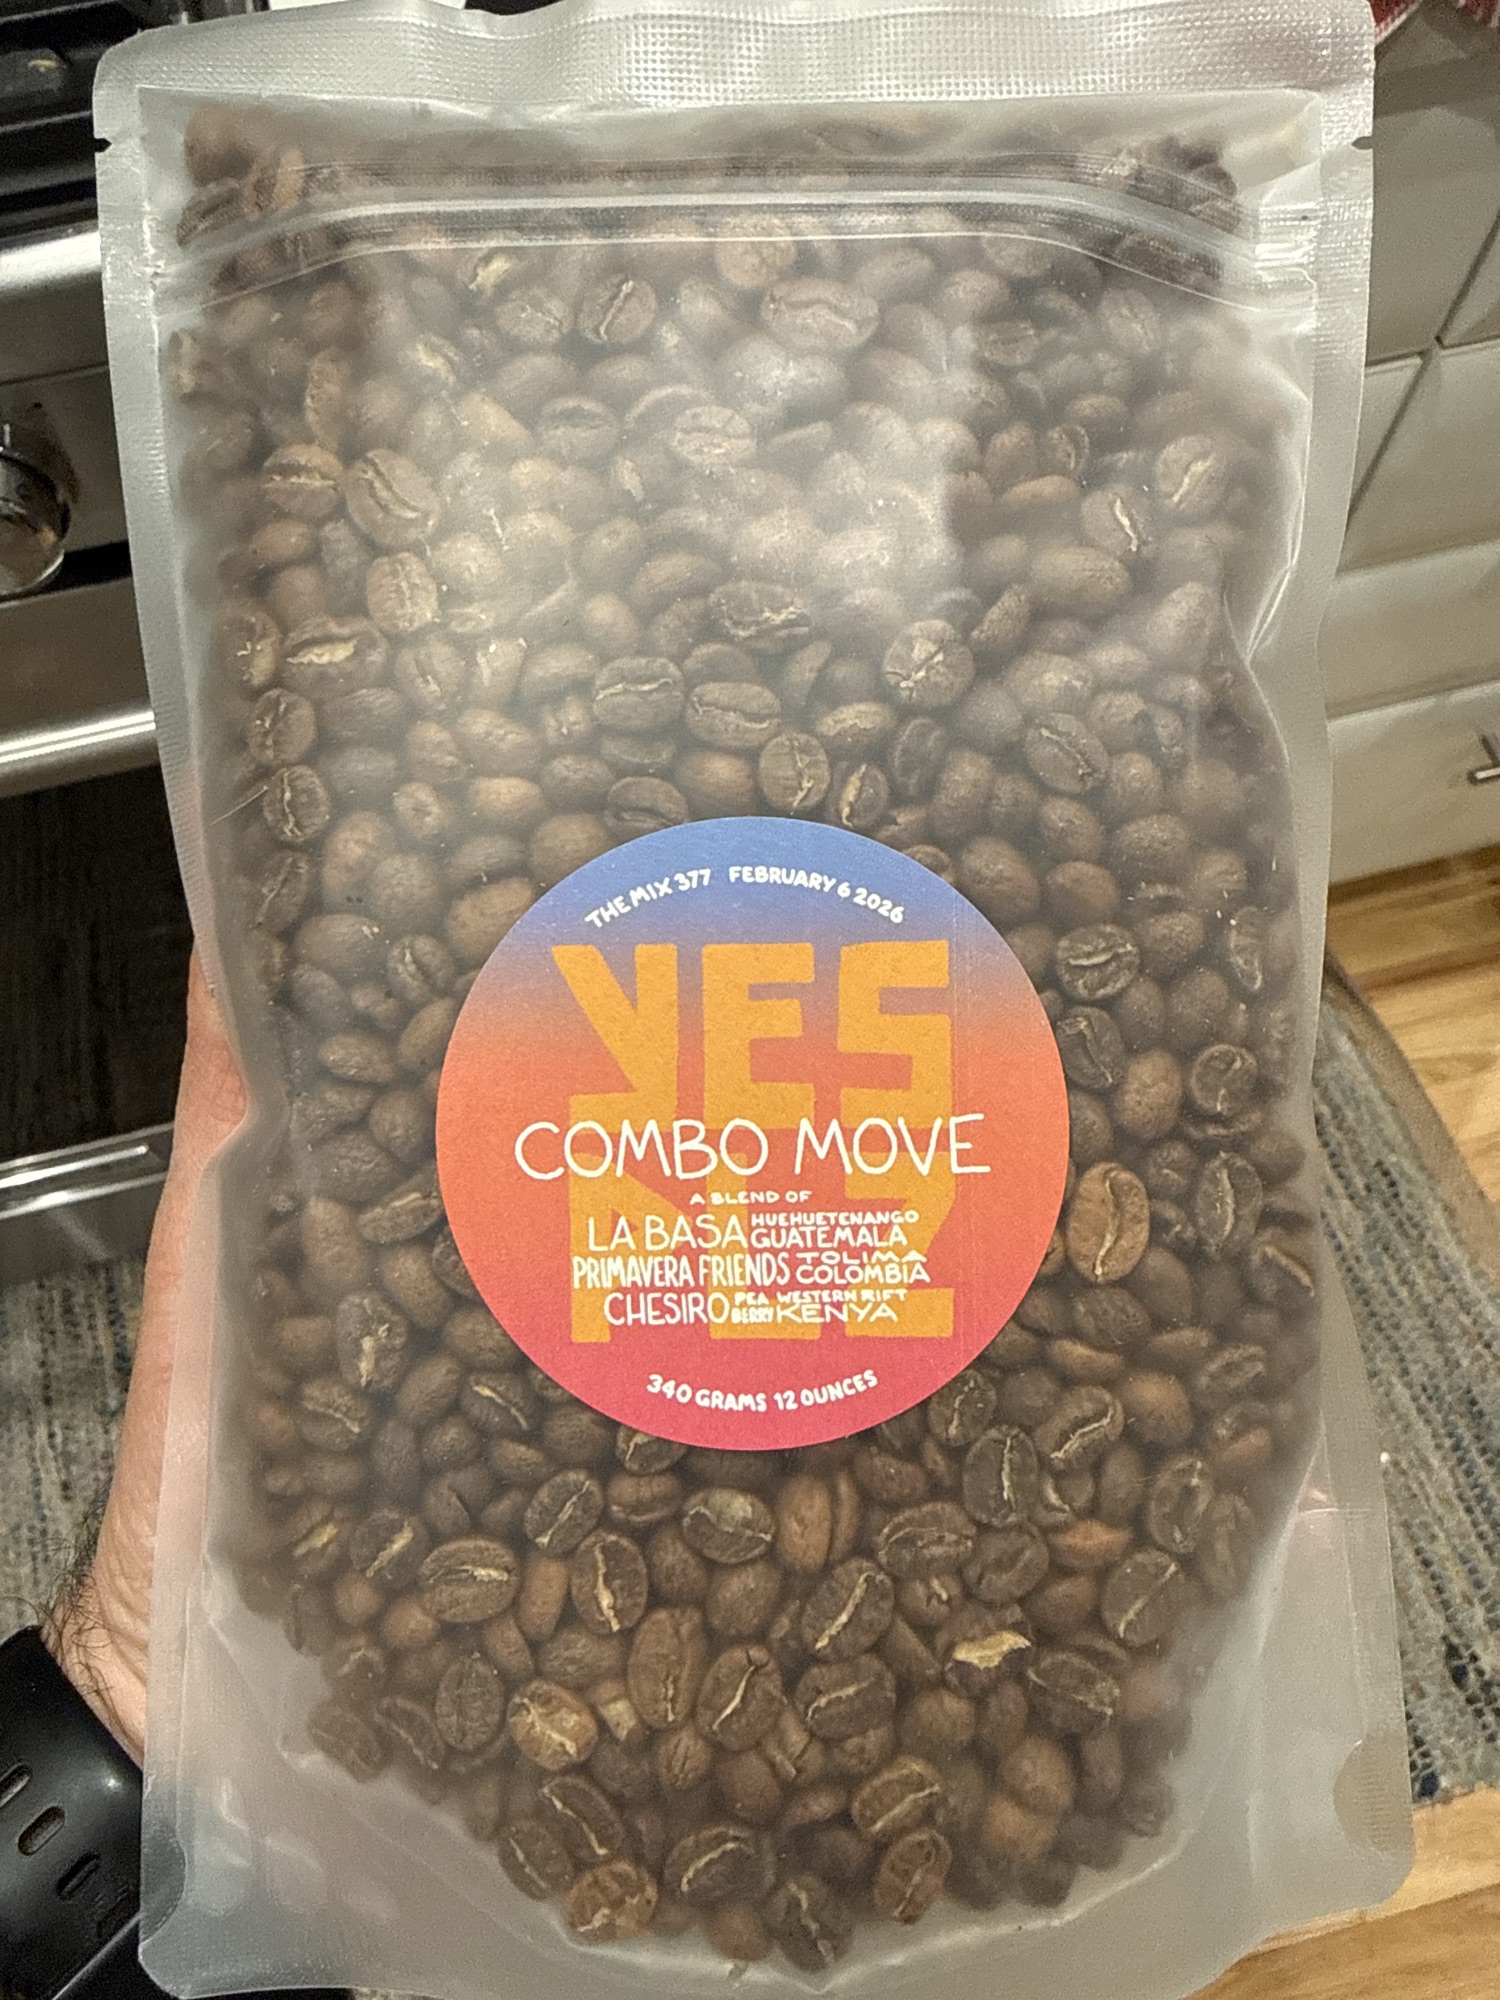 THE MIX 377 FEBRUARY 6 2026
YES
PLZ
COMBO MOVE
A BLEND OF
LA BASA HUEHUETENANGO GUATEMALA
PRIMAVERA FRIENDS TOLIMA COLOMBIA
CHESIRO PEA BERRY WESTERN RIFT KENYA
340 GRAMS 12 OUNCES